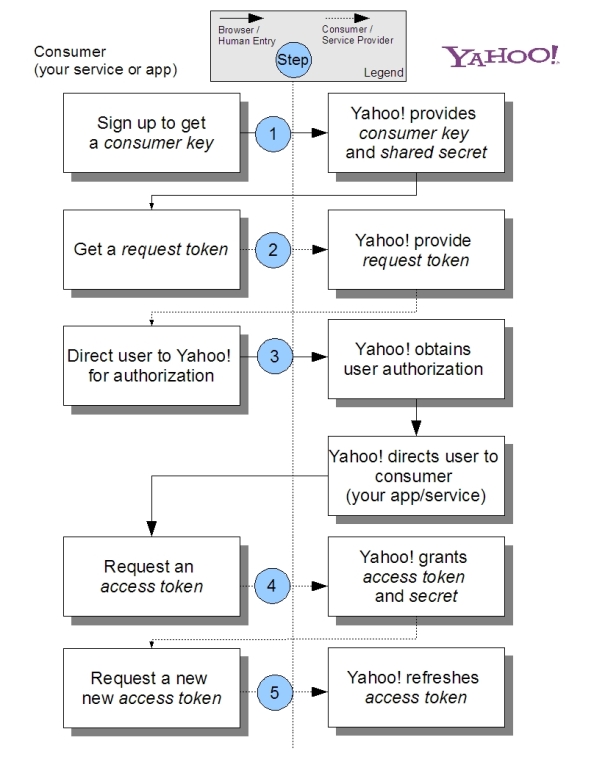 Browser /
Human Entry
Consumer /
Service Provider
Step
Legend
Consumer
(your service or app)
YAHOO!
Sign up to get
a consumer key
1
Yahoo! provides
consumer key
and shared secret
Get a request token
2
Yahoo! provide
request token
Direct user to Yahoo!
for authorization
3
Yahoo! obtains
user authorization
Yahoo! directs user to
consumer
(your app/service)
Request an
access token
4
Yahoo! grants
access token
and secret
Request a new
new access token
5
Yahoo! refreshes
access token